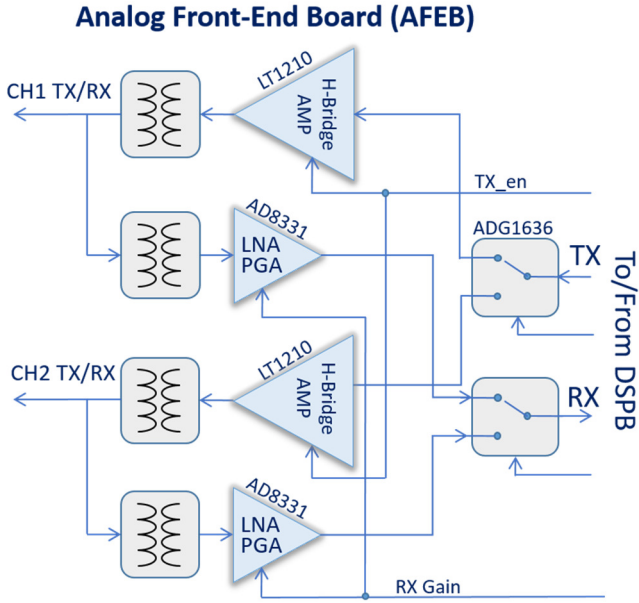 Analog Front-End Board (AFEB)
CH1 TX/RX
LT1210
H-Bridge
AMP
TX_en
AD8331
LNA
PGA
ADG1636
TX
To/From DSPB
CH2 TX/RX
LT1210
H-Bridge
AMP
RX
AD8331
LNA
PGA
RX Gain